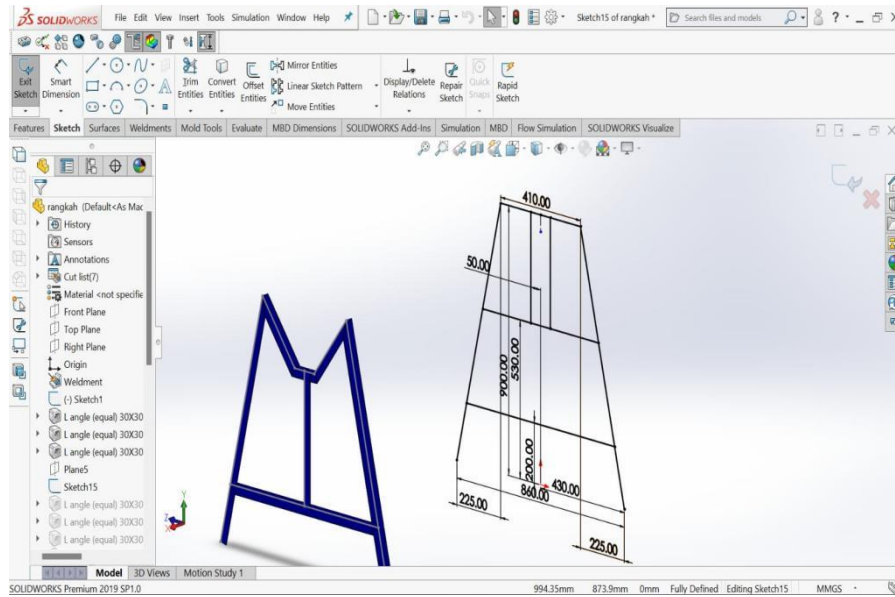 SOLIDWORKS File Edit View Insert Tools Simulation Window Help Sketch15 of rangkah * Search files and models ?
Exit Sketch
Smart Dimension
Trim Entities
Convert Entities
Offset Entities
Mirror Entities
Linear Sketch Pattern
Move Entities
Display/Delete Relations
Repair Sketch
Quick Snaps
Rapid Sketch
Features Sketch Surfaces Weldments Mold Tools Evaluate MBD Dimensions SOLIDWORKS Add-Ins Simulation MBD Flow Simulation SOLIDWORKS Visualize
rangkah (Default<As Mac
History
Sensors
Annotations
Cut list(7)
Material <not specifie
Front Plane
Top Plane
Right Plane
Origin
Weldment
(-) Sketch1
L angle (equal) 30X30
L angle (equal) 30X30
L angle (equal) 30X30
Plane5
Sketch15
L angle (equal) 30X30
L angle (equal) 30X30
L angle (equal) 30X30
410.00
50.00
900.00
530.00
200.00
430.00
860.00
225.00
225.00
Y
Z
X
Model 3D Views Motion Study 1
SOLIDWORKS Premium 2019 SP1.0 994.35mm 873.9mm 0mm Fully Defined Editing Sketch15 MMGS